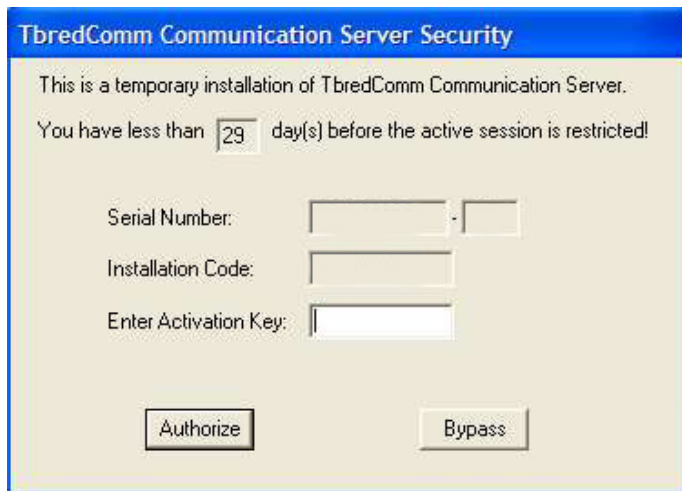 TbredComm Communication Server Security
This is a temporary installation of TbredComm Communication Server.
You have less than 29 day(s) before the active session is restricted!
Serial Number: -
Installation Code:
Enter Activation Key:
Authorize Bypass